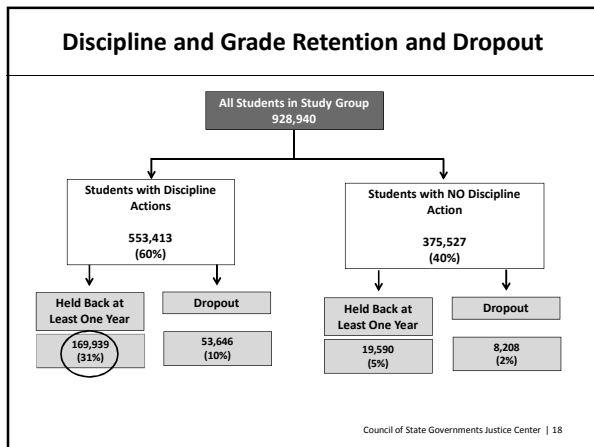 Discipline and Grade Retention and Dropout
All Students in Study Group
928,940
Students with Discipline
Actions
553,413
(60%)
Students with NO Discipline
Action
375,527
(40%)
Held Back at
Least One Year
169,939
(31%)
Dropout
53,646
(10%)
Held Back at
Least One Year
19,590
(5%)
Dropout
8,208
(2%)
Council of State Governments Justice Center | 18